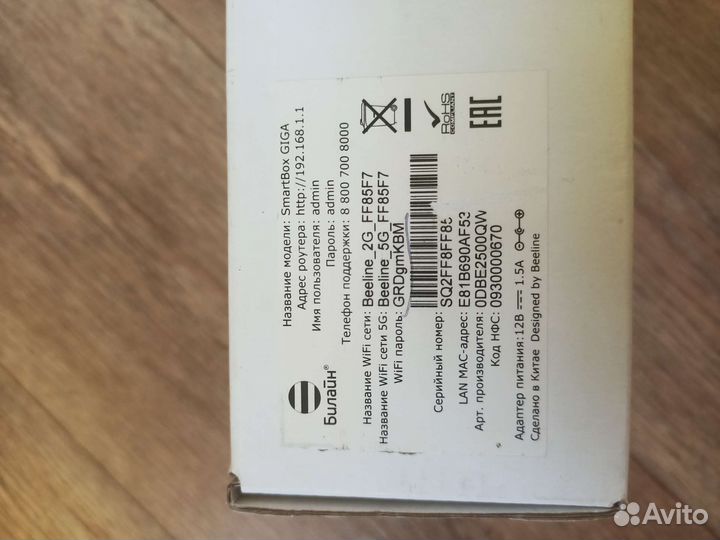 Билайн®
Название модели: SmartBox GIGA
Адрес роутера: http://192.168.1.1
Имя пользователя: admin
Пароль: admin
Телефон поддержки: 8 800 700 8000
Название WiFi сети: Beeline_2G_FF85F7
Название WiFi сети 5G: Beeline_5G_FF85F7
WiFi пароль: GRDgmKBM
Серийный номер: SQ2FF8FF85
LAN MAC-адрес: E81B690AF53
Арт. производителя: 0DBE2500QW
Код НФС: 0930000670
Адаптер питания:12В 1.5А
Сделано в Китае Designed by Beeline
RoHS
EAC
Avito